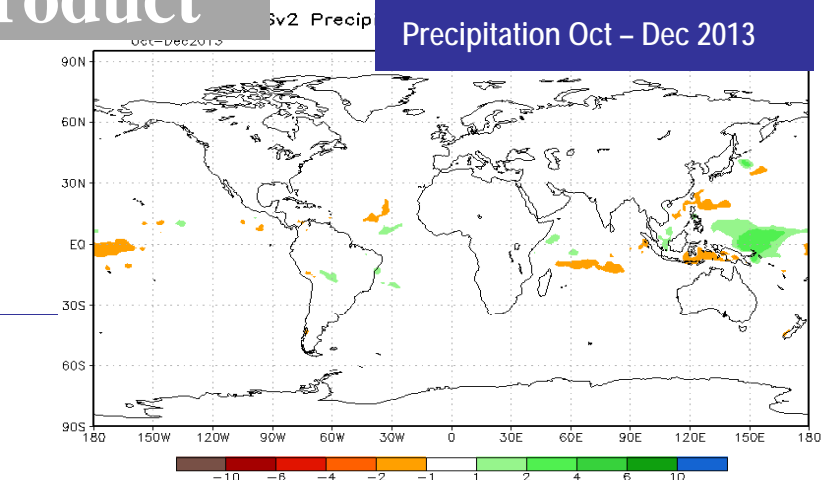 Sv2 Precip
Precipitation Oct – Dec 2013
Oct-Dec2013
90N
60N
30N
EQ
30S
60S
90S
180 150W 120W 90W 60W 30W 0 30E 60E 90E 120E 150E 180
-10 -6 -4 -2 -1 1 2 4 6 10